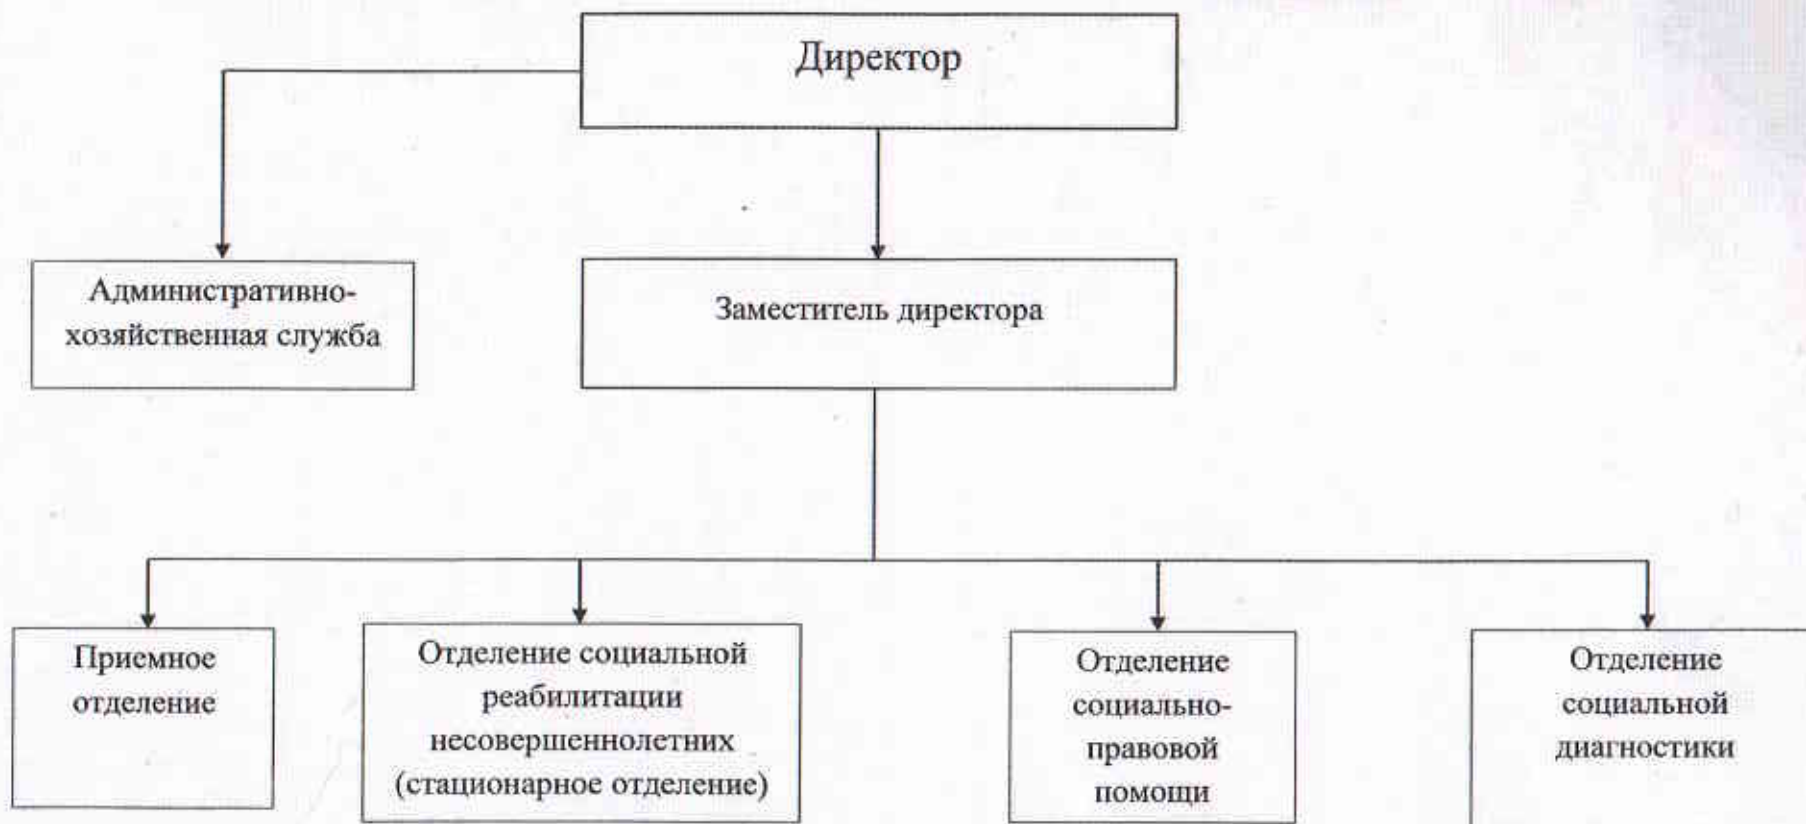 Директор
Административно-
хозяйственная служба
Заместитель директора
Приемное
отделение
Отделение социальной
реабилитации
несовершеннолетних
(стационарное отделение)
Отделение
социально-
правовой
помощи
Отделение
социальной
диагностики